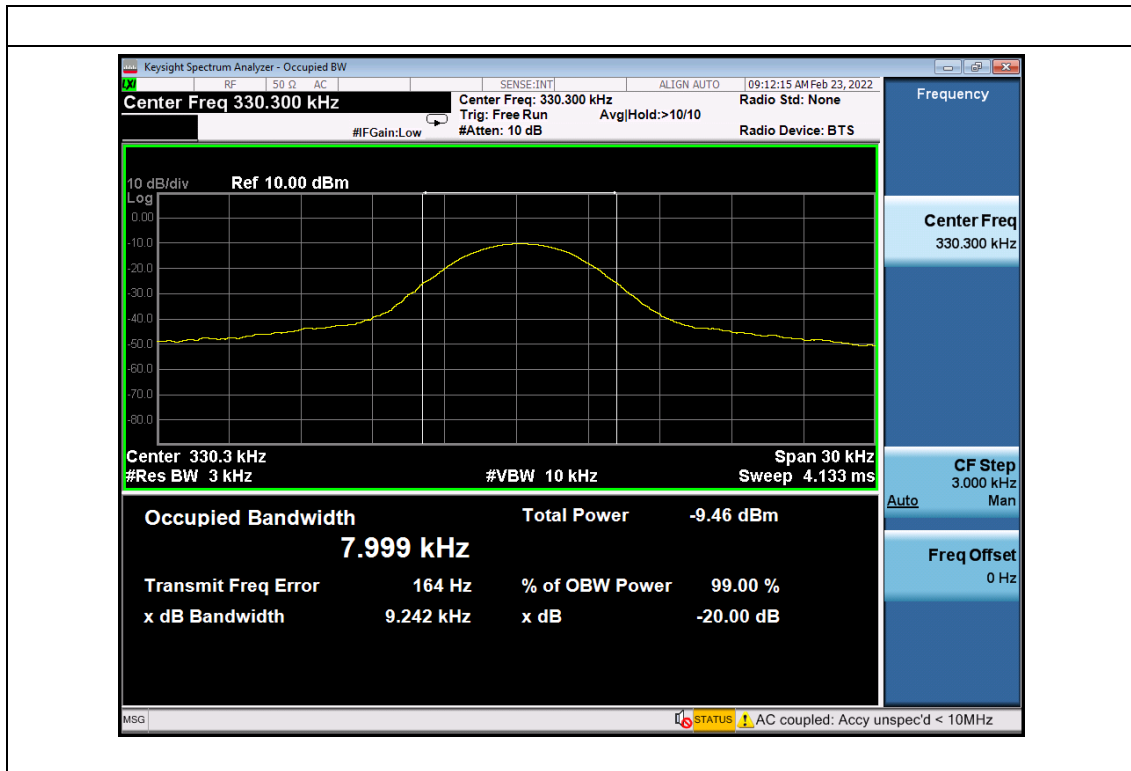 Keysight Spectrum Analyzer - Occupied BW
LXI RF 50 Ω AC SENSE:INT ALIGN AUTO 09:12:15 AM Feb 23, 2022
Center Freq 330.300 kHz
#IFGain:Low
Center Freq: 330.300 kHz
Trig: Free Run Avg|Hold:>10/10
#Atten: 10 dB
Radio Std: None
Radio Device: BTS
10 dB/div Ref 10.00 dBm
Log
0.00
-10.0
-20.0
-30.0
-40.0
-50.0
-60.0
-70.0
-80.0
Center 330.3 kHz Span 30 kHz
#Res BW 3 kHz #VBW 10 kHz Sweep 4.133 ms
Occupied Bandwidth Total Power -9.46 dBm
7.999 kHz
Transmit Freq Error 164 Hz % of OBW Power 99.00 %
x dB Bandwidth 9.242 kHz x dB -20.00 dB
Frequency
Center Freq
330.300 kHz
CF Step
3.000 kHz
Auto Man
Freq Offset
0 Hz
MSG STATUS AC coupled: Accy unspec'd < 10MHz